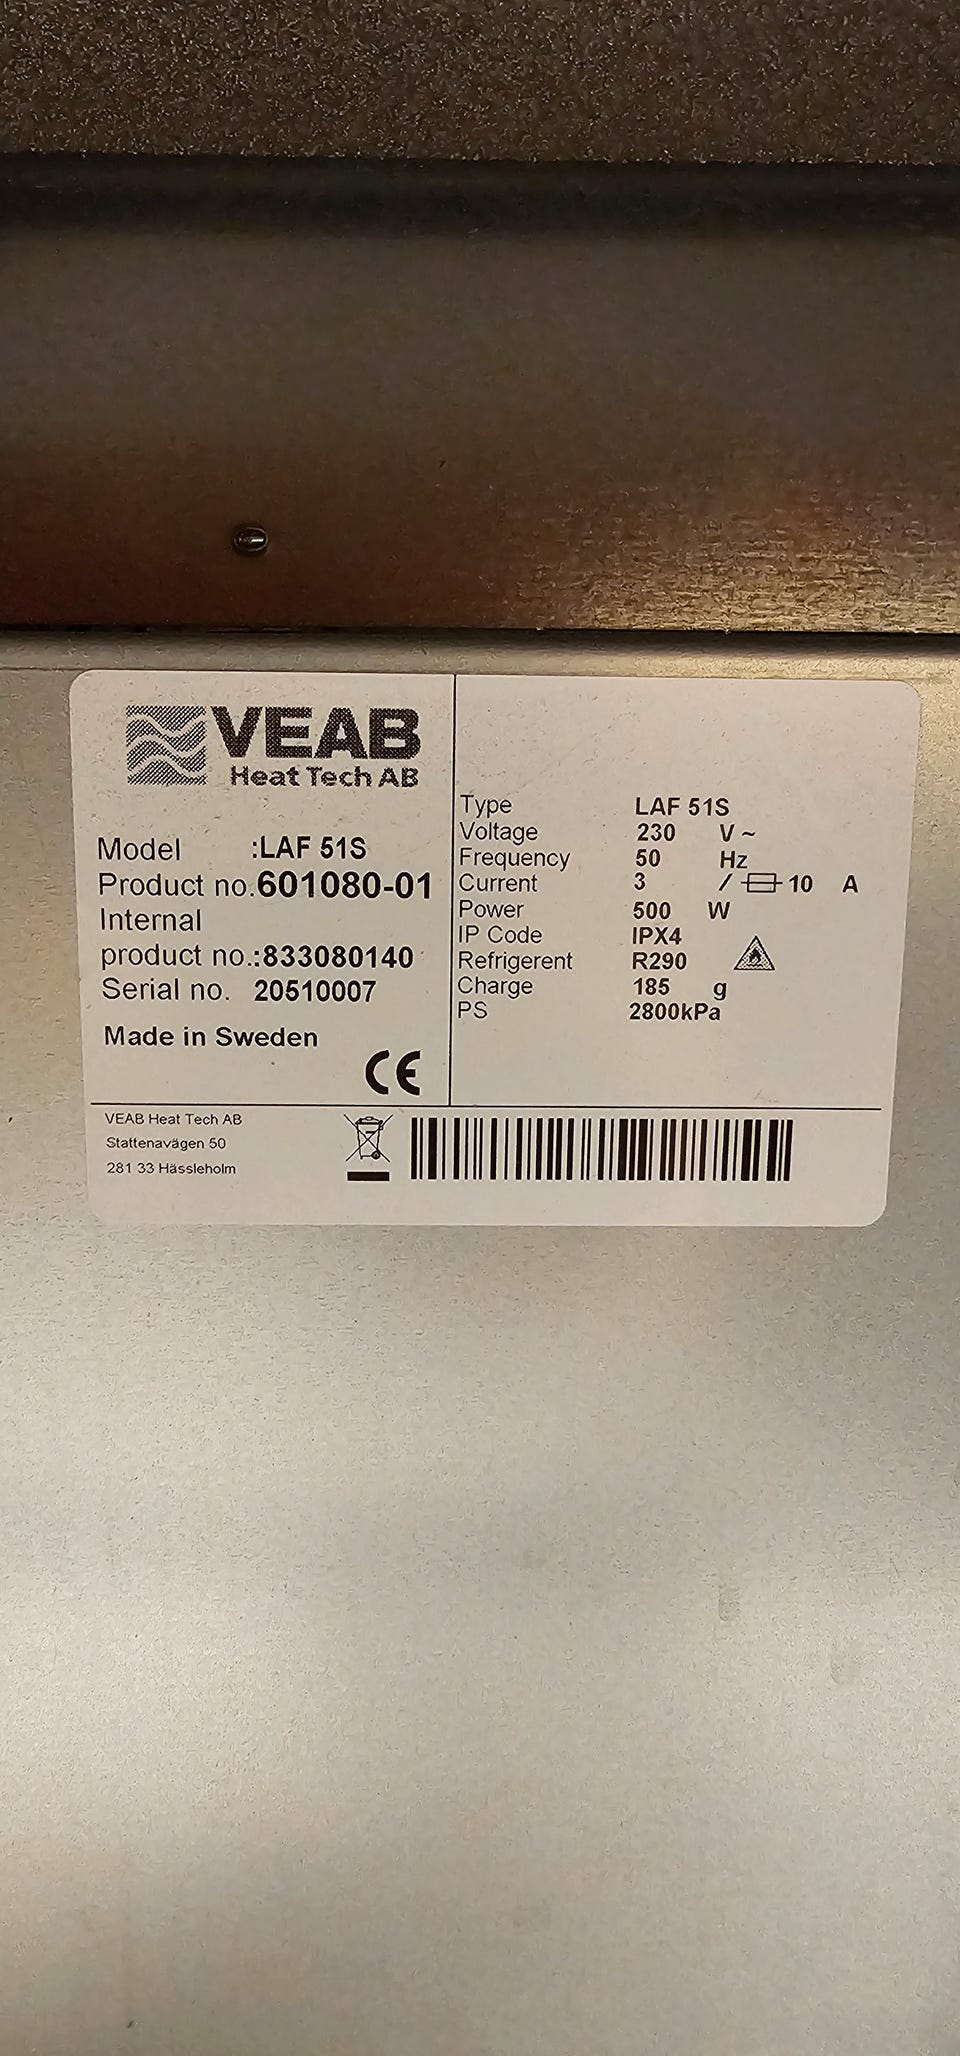 VEAB
Heat Tech AB
Model :LAF 51S
Product no.601080-01
Internal
product no.:833080140
Serial no. 20510007
Made in Sweden
CE
Type LAF 51S
Voltage 230 V~
Frequency 50 Hz
Current 3 / 10 A
Power 500 W
IP Code IPX4
Refrigerent R290
Charge 185 g
PS 2800kPa
VEAB Heat Tech AB
Stattenavägen 50
281 33 Hässleholm